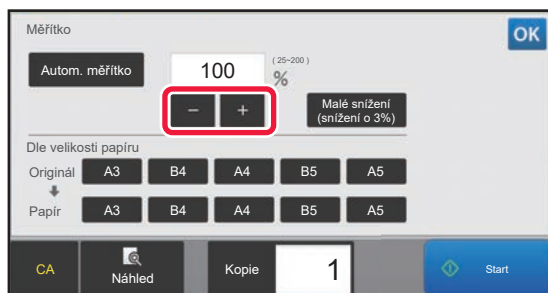 Měřítko
OK
Autom. měřítko
100
(25~200)
%
−
+
Malé snížení
(snížení o 3%)
Dle velikosti papíru
Originál A3 B4 A4 B5 A5
Papír A3 B4 A4 B5 A5
CA
Náhled
Kopie
1
Start